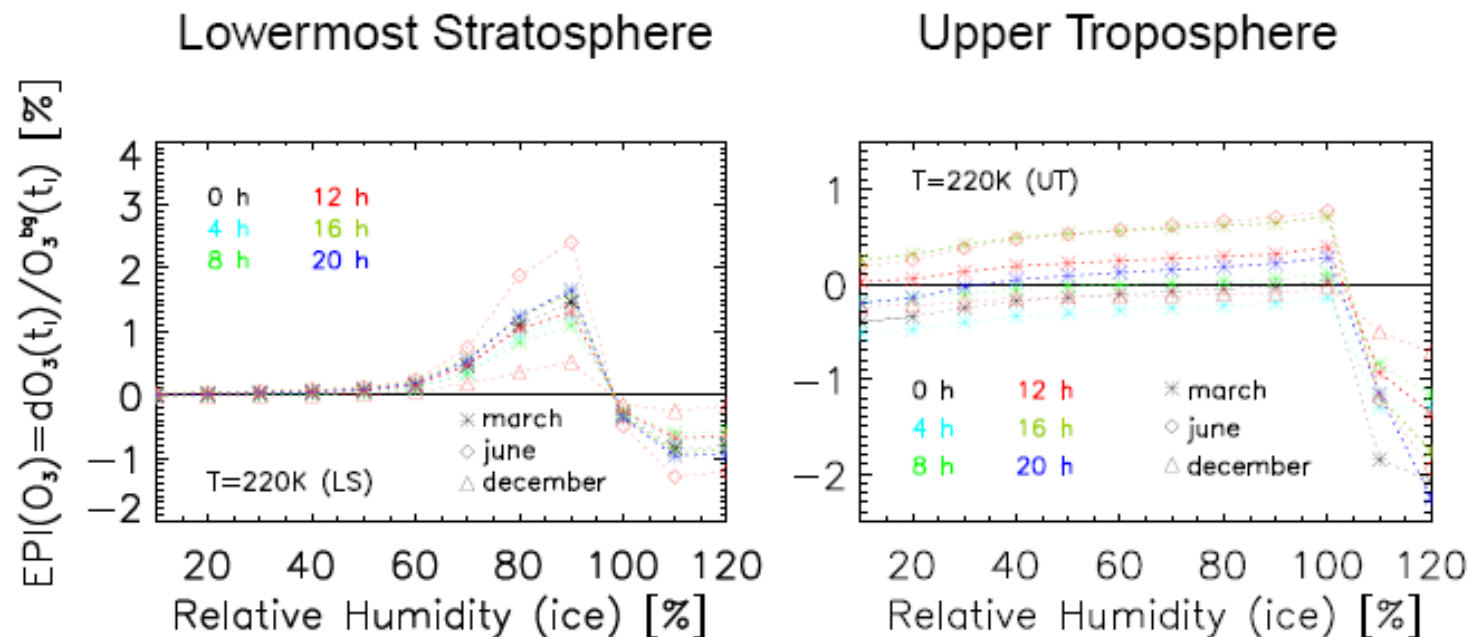 Lowermost Stratosphere
Upper Troposphere
EPI(O₃)=dO₃(tₗ)/O₃ᵇᵍ(tₗ) [%]
4
3
2
1
0
−1
−2
0 h 12 h
4 h 16 h
8 h 20 h
march
june
december
T=220K (LS)
20 40 60 80 100 120
Relative Humidity (ice) [%]
1
0
−1
−2
T=220K (UT)
0 h 12 h
4 h 16 h
8 h 20 h
march
june
december
20 40 60 80 100 120
Relative Humidity (ice) [%]